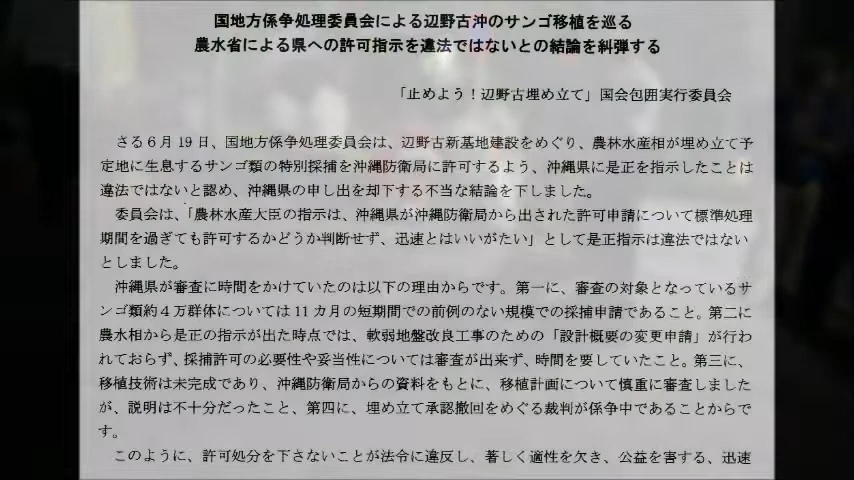 国地方係争処理委員会による辺野古沖のサンゴ移植を巡る
農水省による県への許可指示を違法ではないとの結論を糾弾する
「止めよう！辺野古埋め立て」国会包囲実行委員会
さる６月 19 日、国地方係争処理委員会は、辺野古新基地建設をめぐり、農林水産相が埋め立て予
定地に生息するサンゴ類の特別採捕を沖縄防衛局に許可するよう、沖縄県に是正を指示したことは
違法ではないと認め、沖縄県の申し出を却下する不当な結論を下しました。
委員会は、「農林水産大臣の指示は、沖縄県が沖縄防衛局から出された許可申請について標準処理
期間を過ぎても許可するかどうか判断せず、迅速とはいいがたい」として是正指示は違法ではない
としました。
沖縄県が審査に時間をかけていたのは以下の理由からです。第一に、審査の対象となっているサ
ンゴ類約４万群体については 11 カ月の短期間での前例のない規模での採捕申請であること。第二に
農水相から是正の指示が出た時点では、軟弱地盤改良工事のための「設計概要の変更申請」が行わ
れておらず、採捕許可の必要性や妥当性については審査が出来ず、時間を要していたこと。第三に、
移植技術は未完成であり、沖縄防衛局からの資料をもとに、移植計画について慎重に審査しました
が、説明は不十分だったこと、第四に、埋め立て承認撤回をめぐる裁判が係争中であることからで
す。
このように、許可処分を下さないことが法令に違反し、著しく適性を欠き、公益を害する、迅速